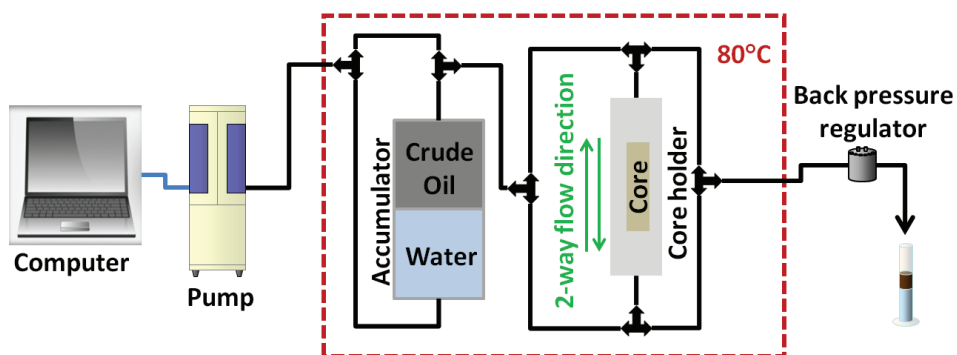 80°C
Back pressure
regulator
Crude
Oil
Water
Accumulator
2-way flow direction
Core
Core holder
Computer
Pump